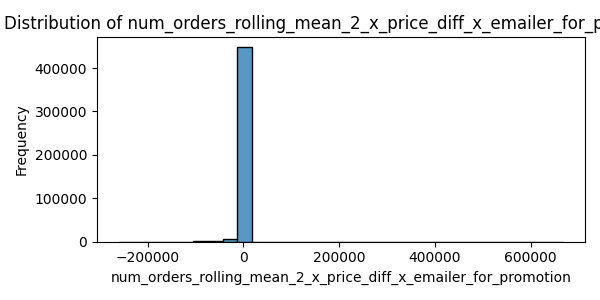 Distribution of num_orders_rolling_mean_2_x_price_diff_x_emailer_for_p
400000
300000
200000
100000
0
Frequency
−200000 0 200000 400000 600000
num_orders_rolling_mean_2_x_price_diff_x_emailer_for_promotion